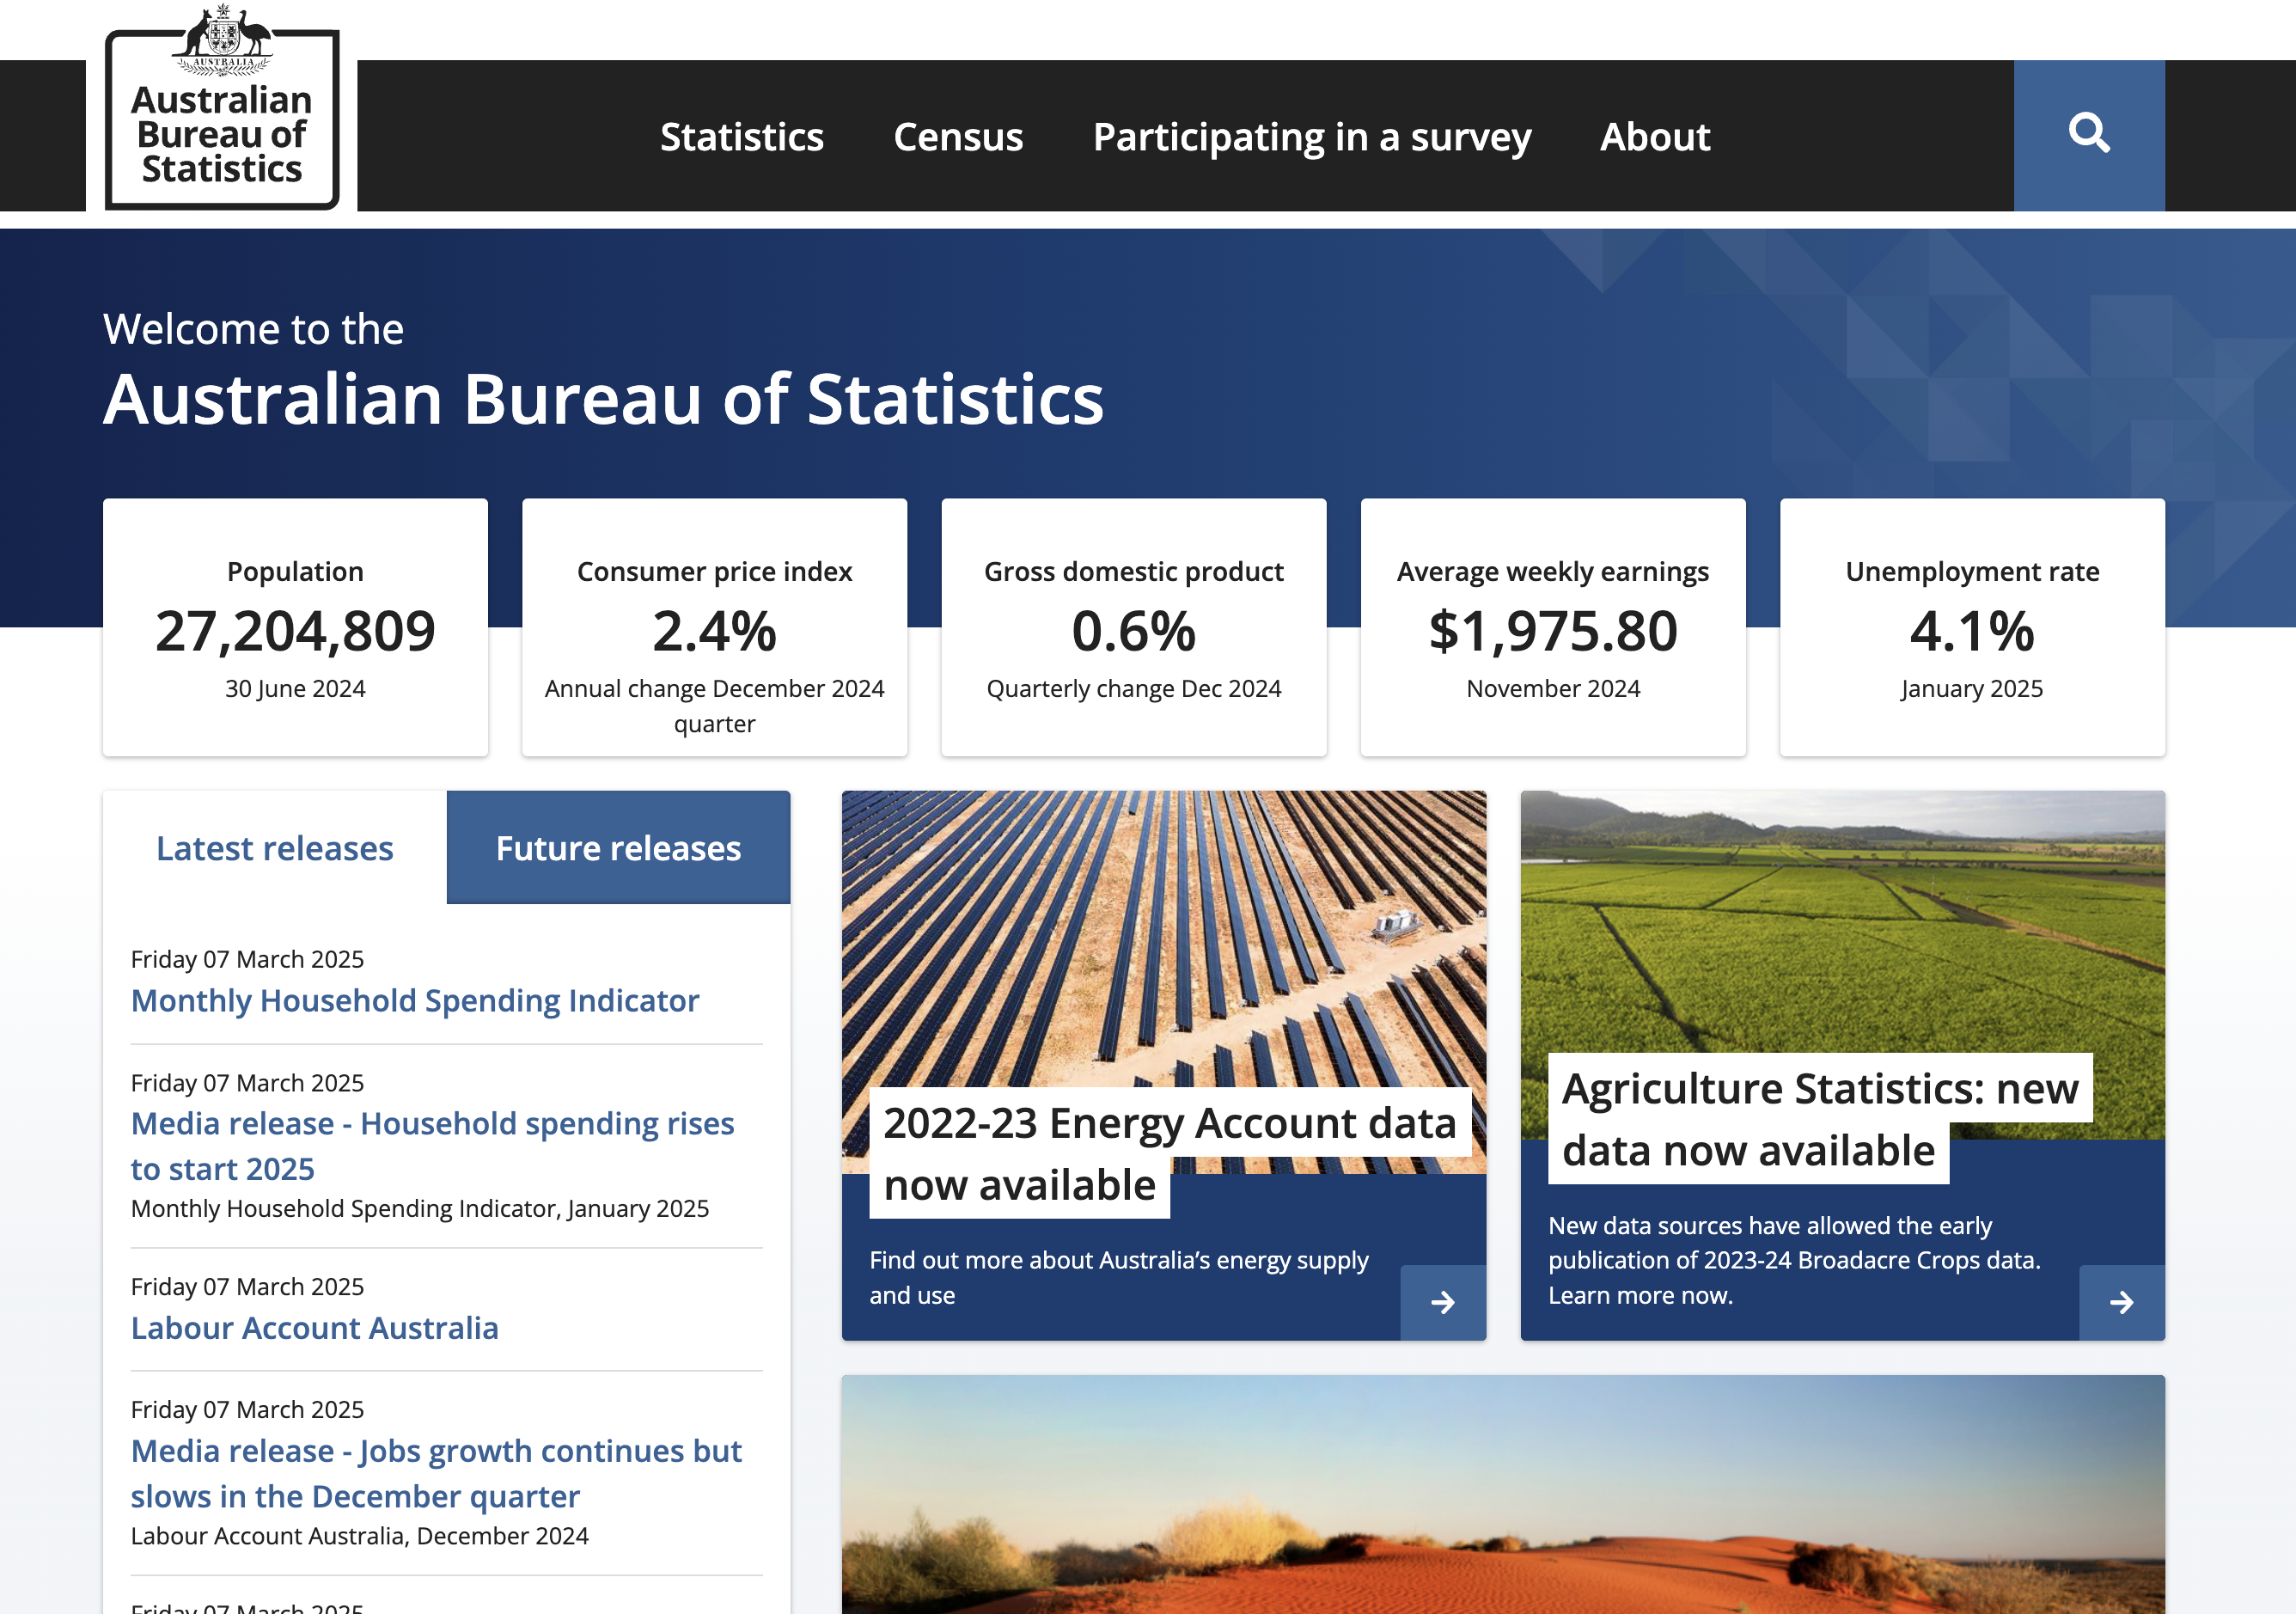 AUSTRALIA
Australian
Bureau of
Statistics
Statistics
Census
Participating in a survey
About
Welcome to the
Australian Bureau of Statistics
Population
27,204,809
30 June 2024
Consumer price index
2.4%
Annual change December 2024
quarter
Gross domestic product
0.6%
Quarterly change Dec 2024
Average weekly earnings
$1,975.80
November 2024
Unemployment rate
4.1%
January 2025
Latest releases
Future releases
Friday 07 March 2025
Monthly Household Spending Indicator
Friday 07 March 2025
Media release - Household spending rises
to start 2025
Monthly Household Spending Indicator, January 2025
Friday 07 March 2025
Labour Account Australia
Friday 07 March 2025
Media release - Jobs growth continues but
slows in the December quarter
Labour Account Australia, December 2024
Friday 07 March 2025
2022-23 Energy Account data
now available
Find out more about Australia’s energy supply
and use
Agriculture Statistics: new
data now available
New data sources have allowed the early
publication of 2023-24 Broadacre Crops data.
Learn more now.